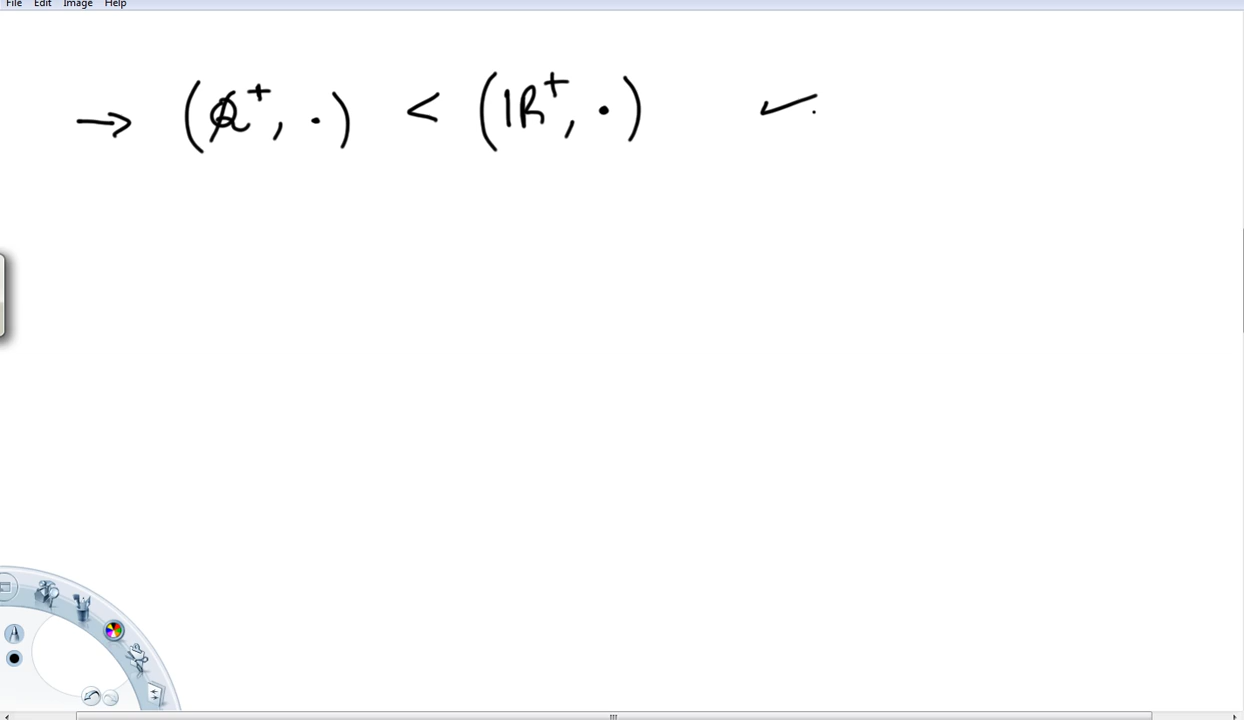 File Edit Image Help
→ (ℚ⁺, ·) < (ℝ⁺, ·) ✓